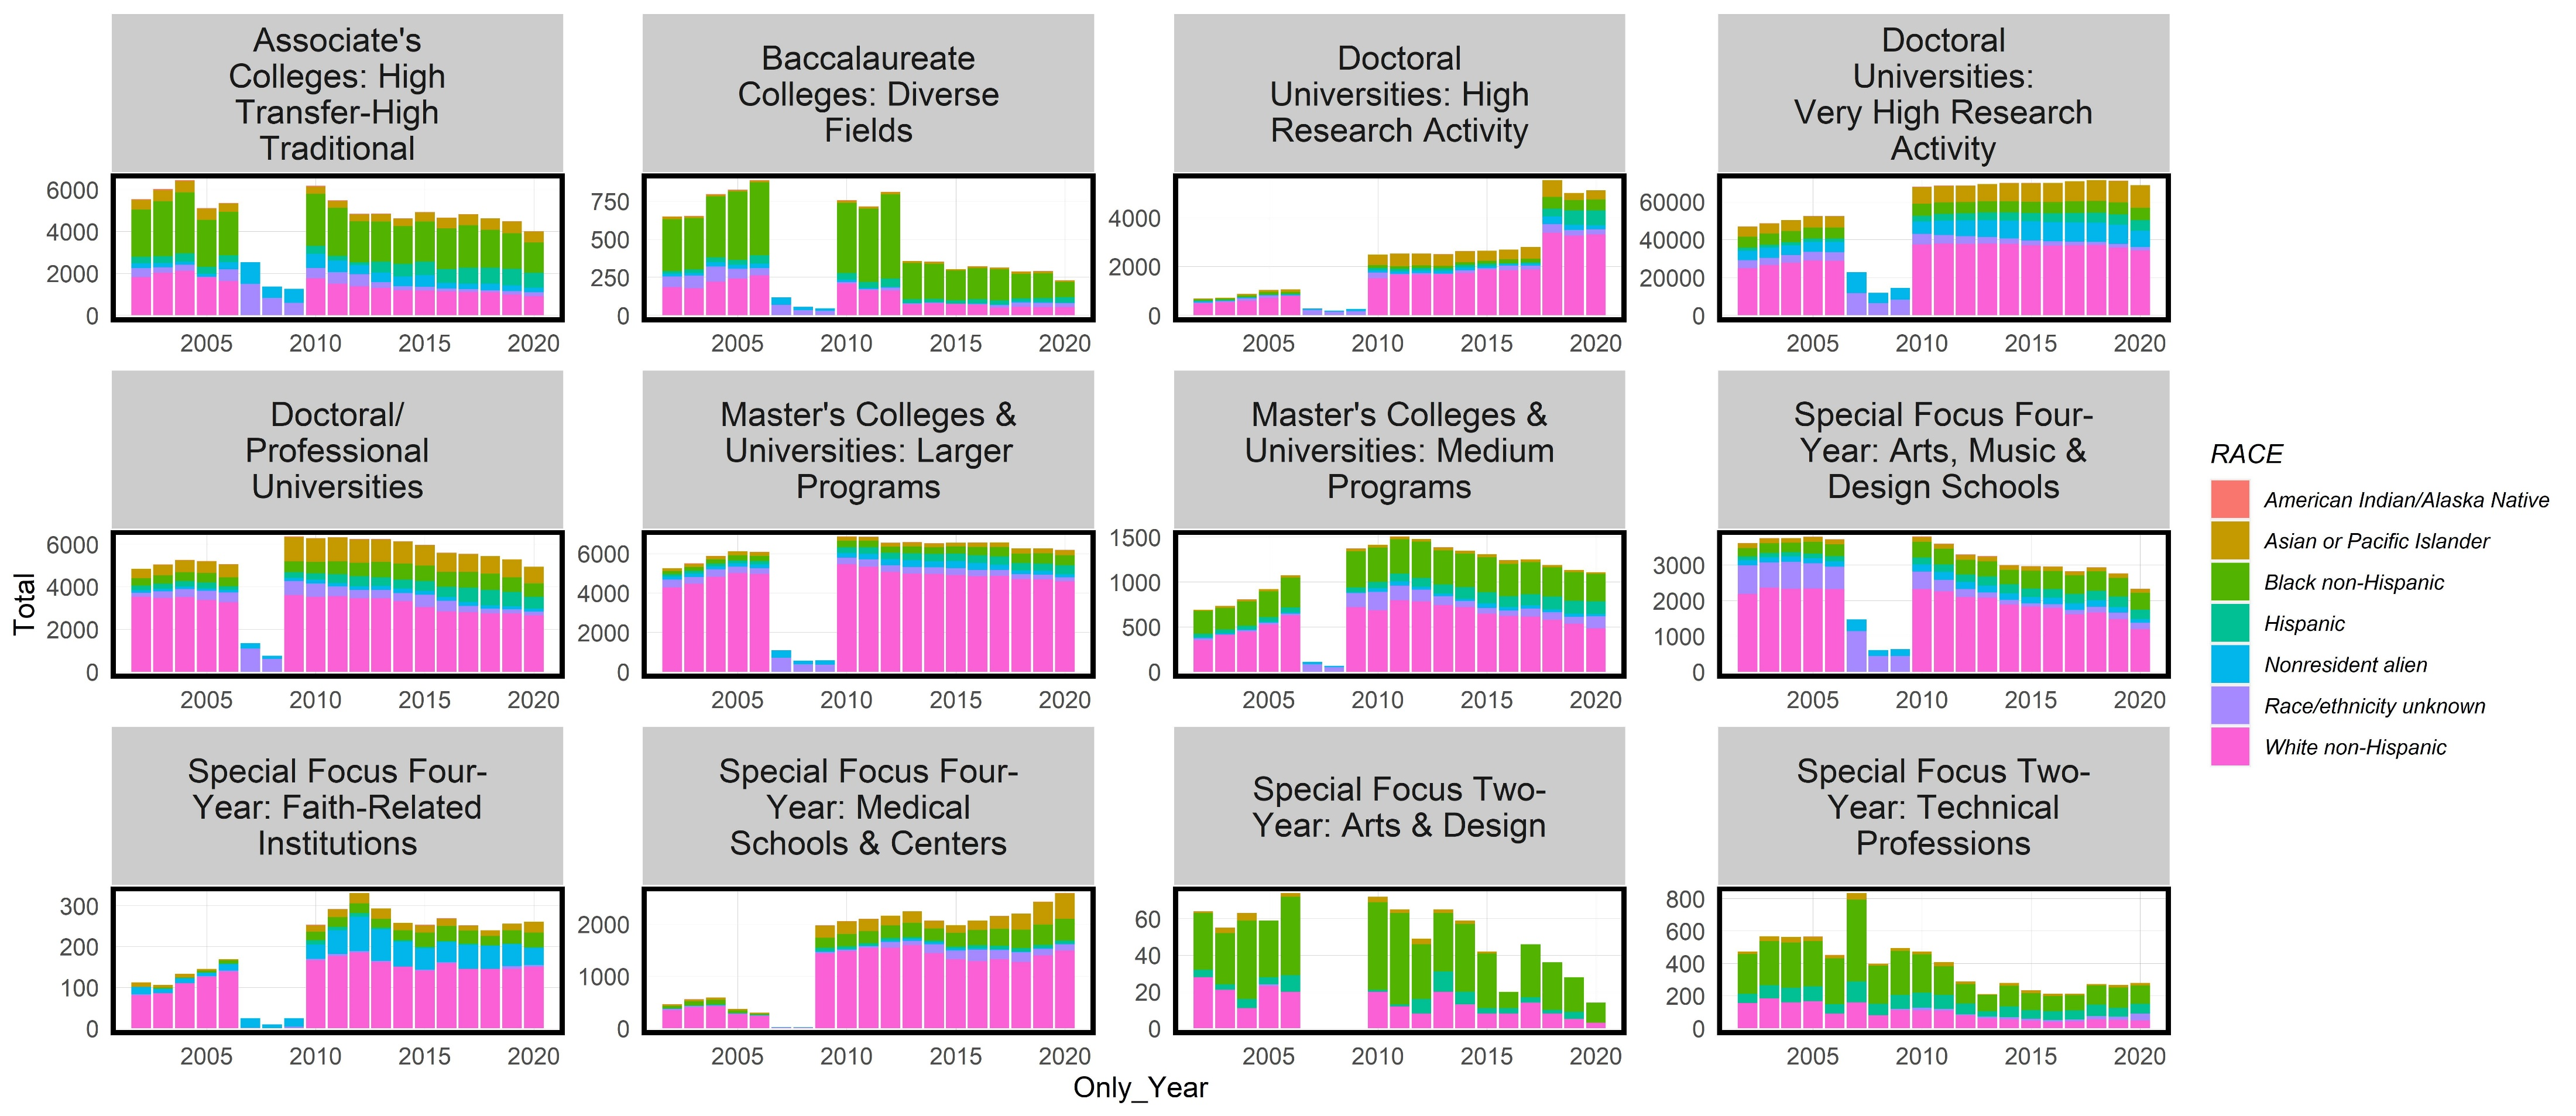 Associate's
Colleges: High
Transfer-High
Traditional
Baccalaureate
Colleges: Diverse
Fields
Doctoral
Universities: High
Research Activity
Doctoral
Universities:
Very High Research
Activity
6000
4000
2000
0
2005 2010 2015 2020
750
500
250
0
2005 2010 2015 2020
4000
2000
0
2005 2010 2015 2020
60000
40000
20000
0
2005 2010 2015 2020
Doctoral/
Professional
Universities
Master's Colleges &
Universities: Larger
Programs
Master's Colleges &
Universities: Medium
Programs
Special Focus Four-
Year: Arts, Music &
Design Schools
Total
6000
4000
2000
0
2005 2010 2015 2020
6000
4000
2000
0
2005 2010 2015 2020
1500
1000
500
0
2005 2010 2015 2020
3000
2000
1000
0
2005 2010 2015 2020
Special Focus Four-
Year: Faith-Related
Institutions
Special Focus Four-
Year: Medical
Schools & Centers
Special Focus Two-
Year: Arts & Design
Special Focus Two-
Year: Technical
Professions
300
200
100
0
2005 2010 2015 2020
2000
1000
0
2005 2010 2015 2020
60
40
20
0
2005 2010 2015 2020
800
600
400
200
0
2005 2010 2015 2020
Only_Year
RACE
American Indian/Alaska Native
Asian or Pacific Islander
Black non-Hispanic
Hispanic
Nonresident alien
Race/ethnicity unknown
White non-Hispanic